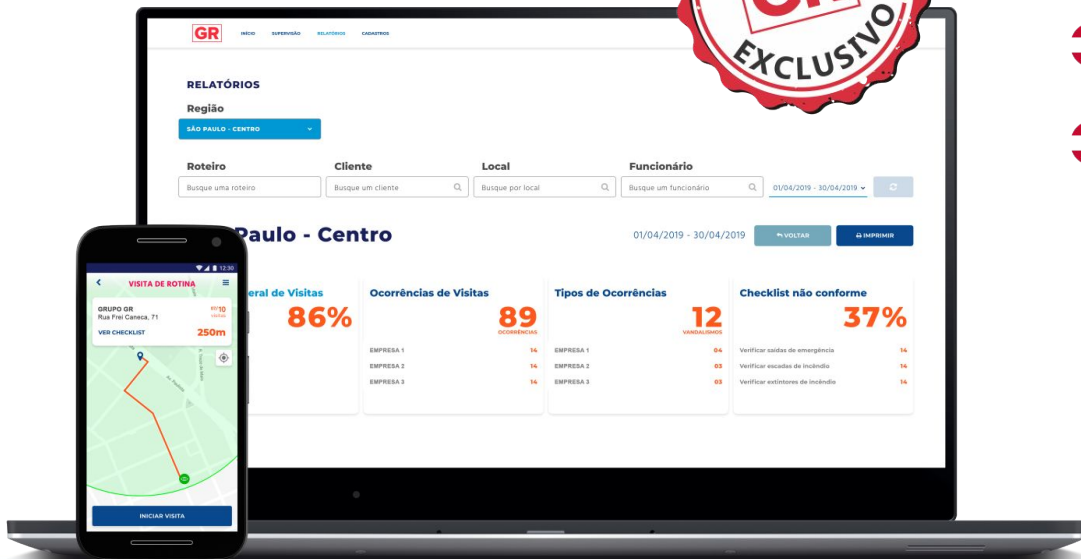 GR
EXCLUSIVO
GR INÍCIO SUPERVISÃO RELATÓRIOS CADASTROS
RELATÓRIOS
Região
SÃO PAULO - CENTRO
Roteiro Cliente Local Funcionário
Busque uma roteiro Busque um cliente Busque por local Busque um funcionário 01/04/2019 - 30/04/2019
Paulo - Centro 01/04/2019 - 30/04/2019 VOLTAR IMPRIMIR
eral de Visitas Ocorrências de Visitas Tipos de Ocorrências Checklist não conforme
86% 89 12 37%
OCORRÊNCIAS VANDALISMOS
EMPRESA 1 14 EMPRESA 1 04 Verificar saídas de emergência 14
EMPRESA 2 14 EMPRESA 2 03 Verificar escadas de incêndio 14
EMPRESA 3 14 EMPRESA 3 03 Verificar extintores de incêndio 14
12:30
VISITA DE ROTINA
GRUPO GR
Rua Frei Caneca, 71
VER CHECKLIST 250m
Av. Paulista
INICIAR VISITA